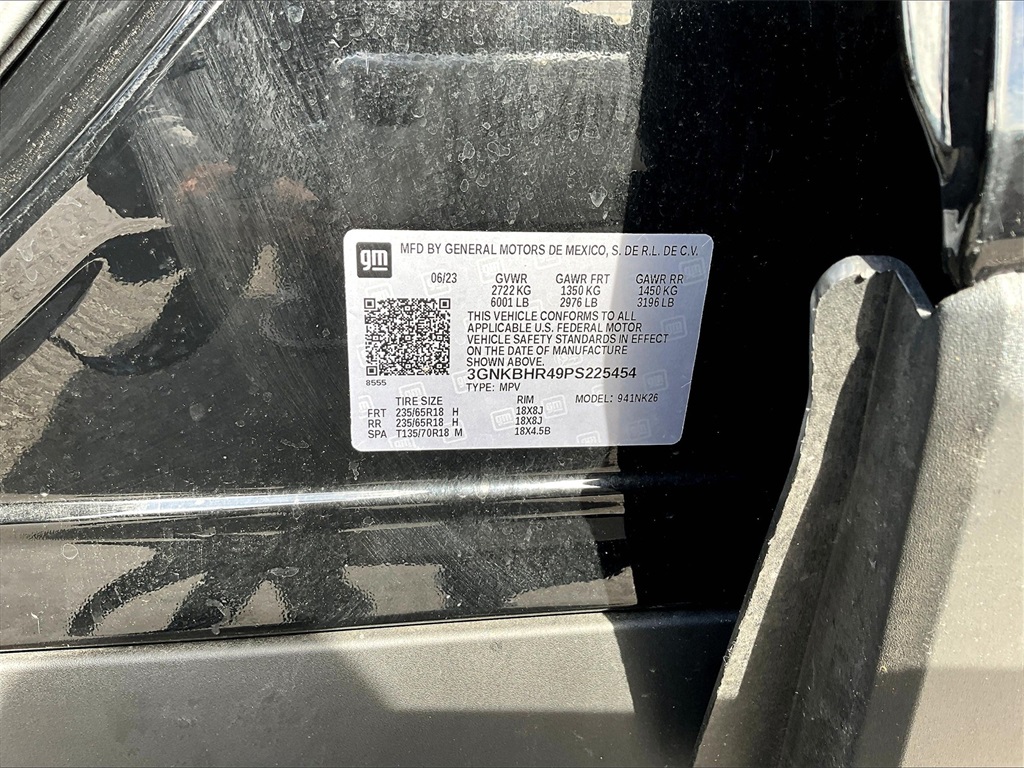 gm MFD BY GENERAL MOTORS DE MEXICO, S. DE R.L. DE C.V.
06/23 GVWR GAWR FRT GAWR RR
2722 KG 1350 KG 1450 KG
6001 LB 2976 LB 3196 LB
THIS VEHICLE CONFORMS TO ALL
APPLICABLE U.S. FEDERAL MOTOR
VEHICLE SAFETY STANDARDS IN EFFECT
ON THE DATE OF MANUFACTURE
SHOWN ABOVE.
3GNKBHR49PS225454
8555
TYPE: MPV
TIRE SIZE RIM MODEL: 941NK26
FRT 235/65R18 H 18X8J
RR 235/65R18 H 18X8J
SPA T135/70R18 M 18X4.5B